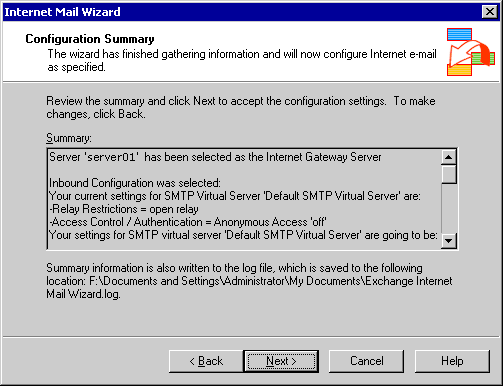 Internet Mail Wizard
Configuration Summary
The wizard has finished gathering information and will now configure Internet e-mail
as specified.
Review the summary and click Next to accept the configuration settings. To make
changes, click Back.
Summary:
Server 'server01' has been selected as the Internet Gateway Server
Inbound Configuration was selected:
Your current settings for SMTP Virtual Server 'Default SMTP Virtual Server' are:
-Relay Restrictions = open relay
-Access Control / Authentication = Anonymous Access 'off'
Your settings for SMTP virtual server 'Default SMTP Virtual Server' are going to be:
Summary information is also written to the log file, which is saved to the following
location: F:\Documents and Settings\Administrator\My Documents\Exchange Internet
Mail Wizard.log.
< Back
Next >
Cancel
Help